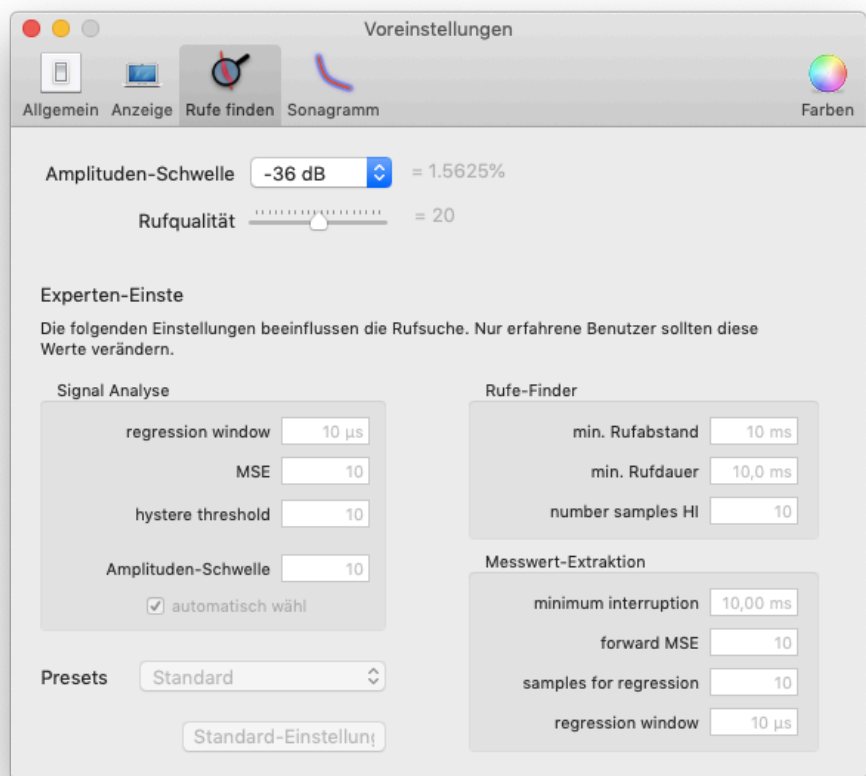 Voreinstellungen
Allgemein Anzeige Rufe finden Sonagramm Farben
Amplituden-Schwelle -36 dB = 1.5625%
Rufqualität = 20
Experten-Einste
Die folgenden Einstellungen beeinflussen die Rufsuche. Nur erfahrene Benutzer sollten diese
Werte verändern.
Signal Analyse
regression window 10 µs
MSE 10
hystere threshold 10
Amplituden-Schwelle 10
automatisch wähl
Presets Standard
Standard-Einstellung
Rufe-Finder
min. Rufabstand 10 ms
min. Rufdauer 10,0 ms
number samples HI 10
Messwert-Extraktion
minimum interruption 10,00 ms
forward MSE 10
samples for regression 10
regression window 10 µs